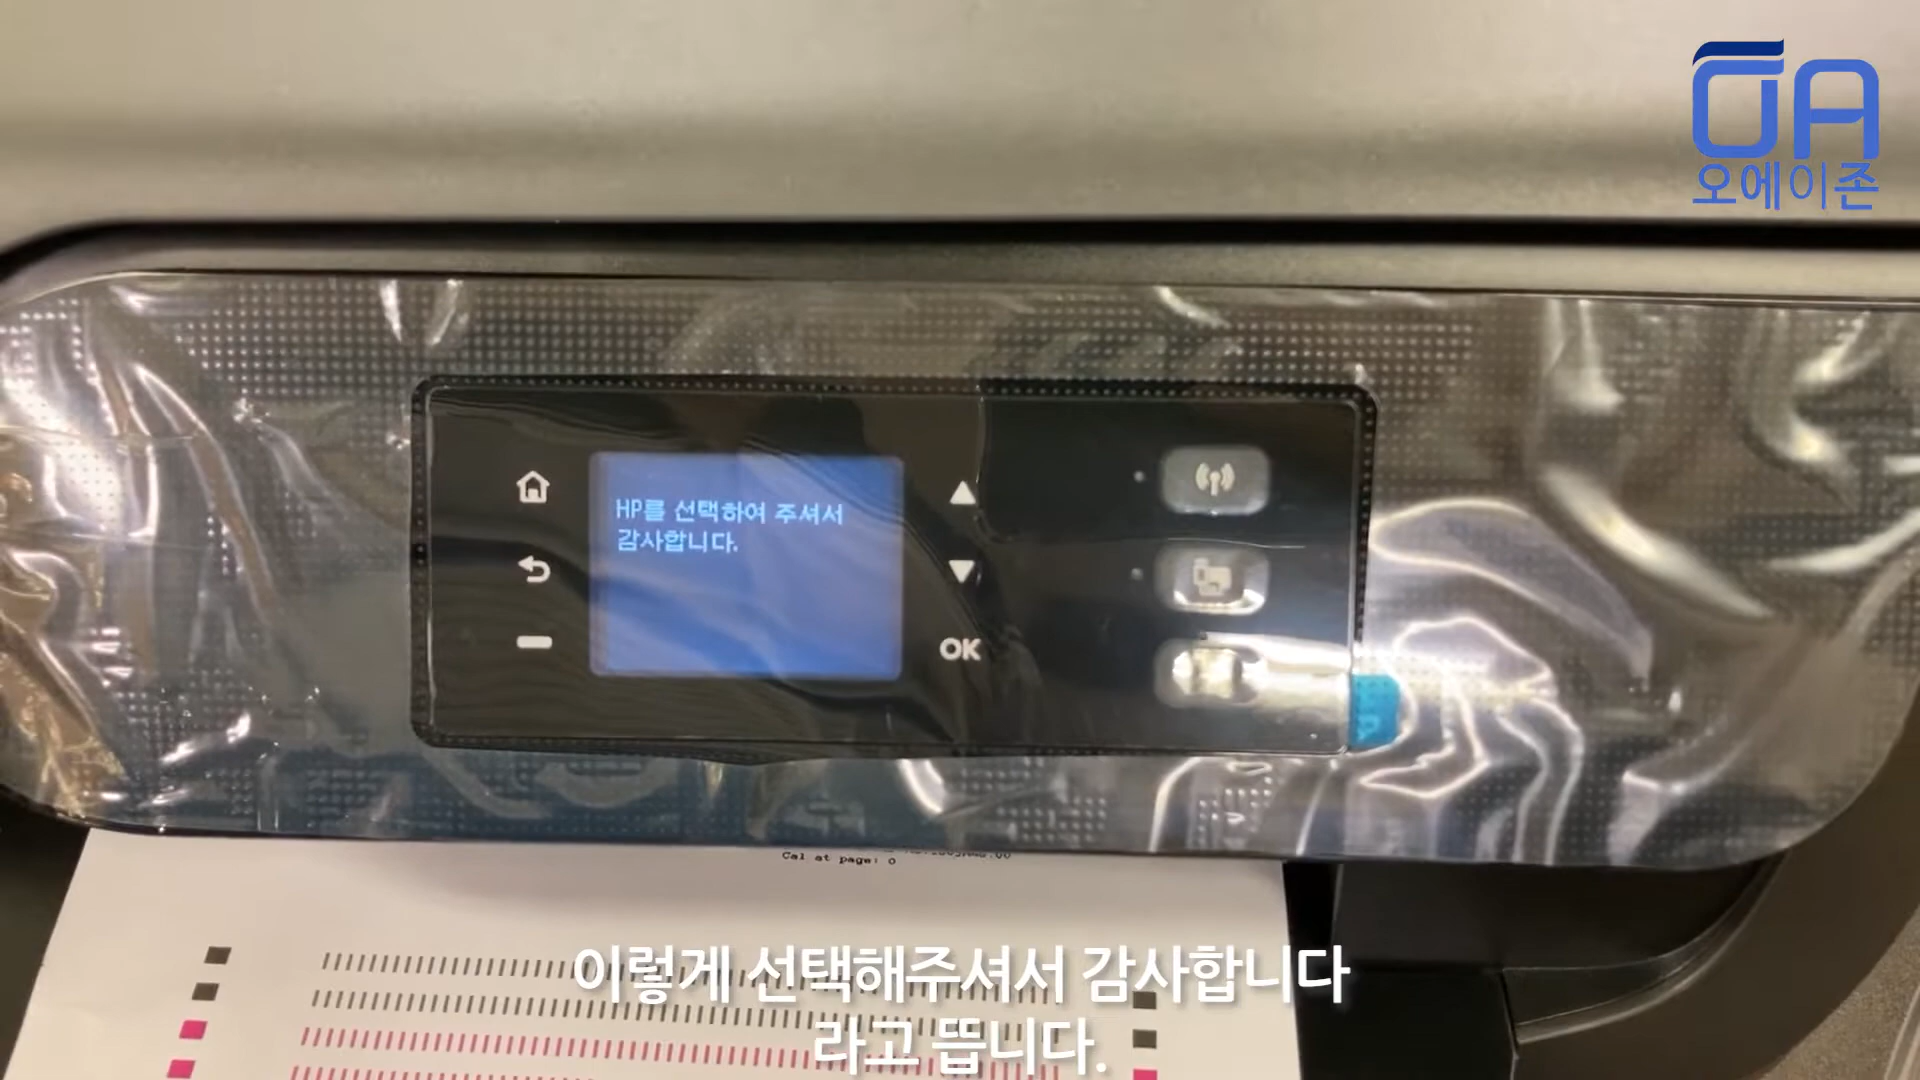 OA
오에이존
HP를 선택하여 주셔서
감사합니다.
OK
Cal at page: 0
이렇게 선택해주셔서 감사합니다
라고 뜹니다.